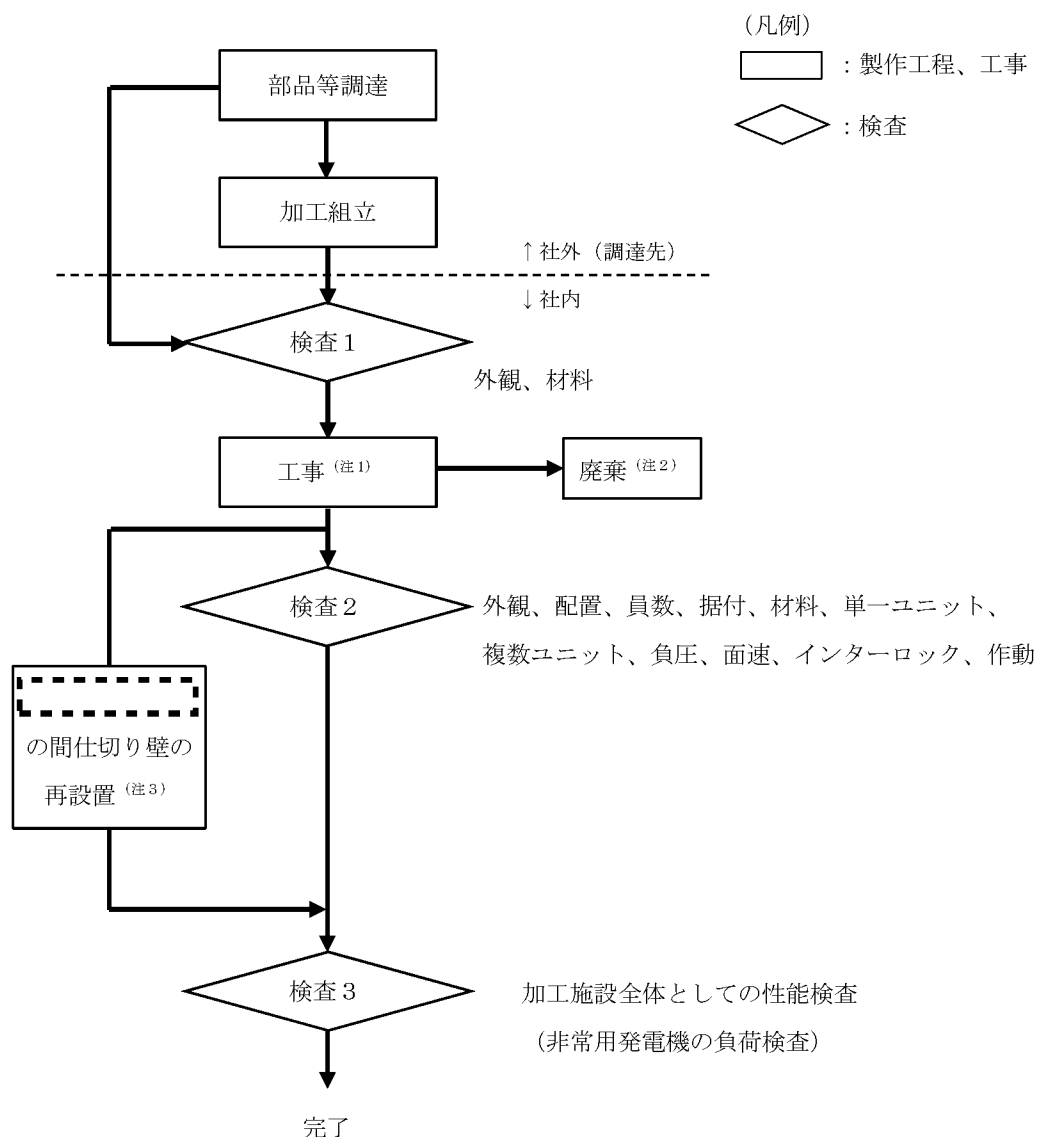 （凡例）
：製作工程、工事
：検査
部品等調達
加工組立
↑社外（調達先）
↓社内
検査１
外観、材料
工事（注1）
廃棄（注２）
検査２
外観、配置、員数、据付、材料、単一ユニット、
複数ユニット、負圧、面速、インターロック、作動
の間仕切り壁の
再設置（注３）
検査３
加工施設全体としての性能検査
（非常用発電機の負荷検査）
完了